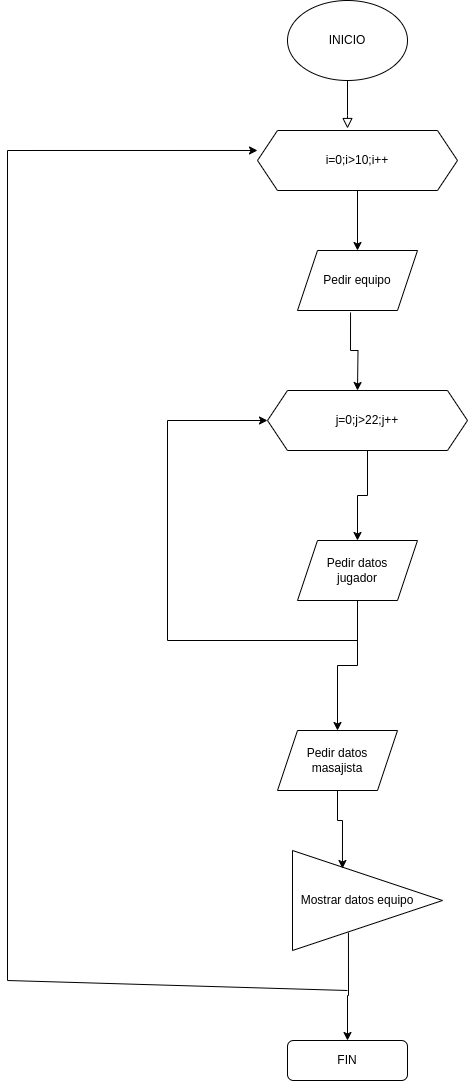 INICIO
i=0;i>10;i++
Pedir equipo
j=0;j>22;j++
Pedir datos
jugador
Pedir datos
masajista
Mostrar datos equipo
FIN